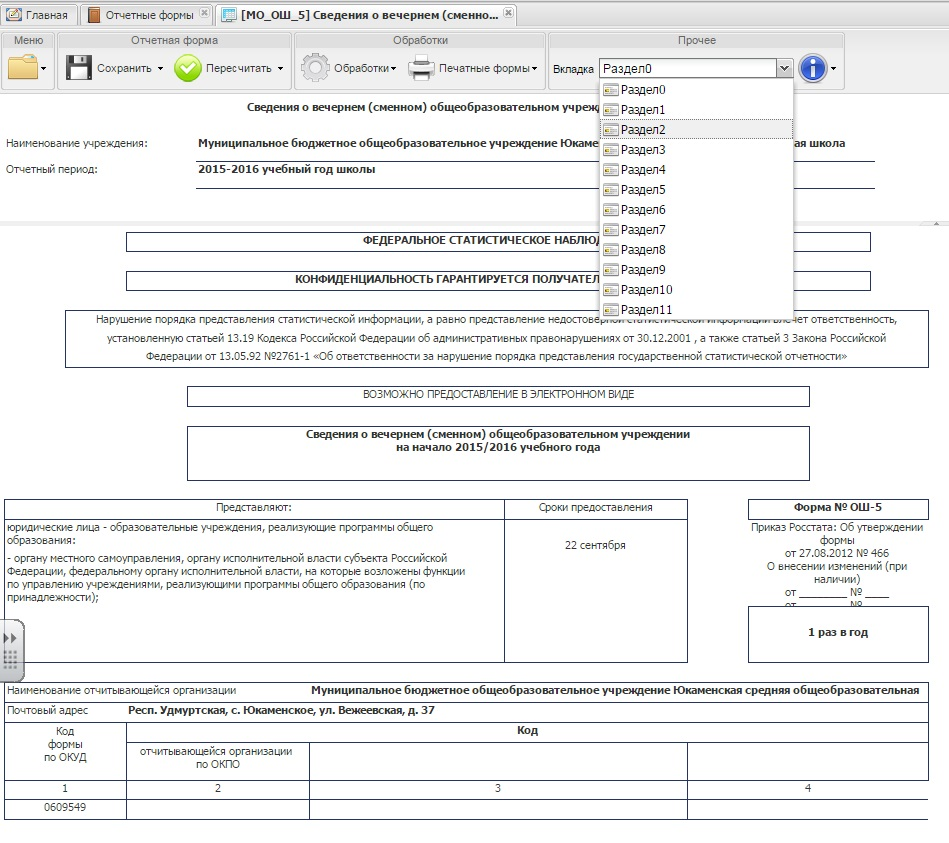 Главная
Отчетные формы
[МО_ОШ_5] Сведения о вечернем (сменно...
Меню
Отчетная форма
Обработки
Прочее
Сохранить
Пересчитать
Обработки
Печатные формы
Вкладка
Раздел0
Раздел0
Раздел1
Раздел2
Раздел3
Раздел4
Раздел5
Раздел6
Раздел7
Раздел8
Раздел9
Раздел10
Раздел11
Сведения о вечернем (сменном) общеобразовательном учреж
Наименование учреждения:
Муниципальное бюджетное общеобразовательное учреждение Юкаме
ая школа
Отчетный период:
2015-2016 учебный год школы
ФЕДЕРАЛЬНОЕ СТАТИСТИЧЕСКОЕ НАБЛЮД
КОНФИДЕНЦИАЛЬНОСТЬ ГАРАНТИРУЕТСЯ ПОЛУЧАТЕЛ
Нарушение порядка представления статистической информации, а равно представление недостоверной статистической информации влечет ответственность,
установленную статьей 13.19 Кодекса Российской Федерации об административных правонарушениях от 30.12.2001 , а также статьей 3 Закона Российской
Федерации от 13.05.92 №2761-1 «Об ответственности за нарушение порядка представления государственной статистической отчетности»
ВОЗМОЖНО ПРЕДОСТАВЛЕНИЕ В ЭЛЕКТРОННОМ ВИДЕ
Сведения о вечернем (сменном) общеобразовательном учреждении
на начало 2015/2016 учебного года
Представляют:
Сроки предоставления
юридические лица - образовательные учреждения, реализующие программы общего
образования:
- органу местного самоуправления, органу исполнительной власти субъекта Российской
Федерации, федеральному органу исполнительной власти, на которые возложены функции
по управлению учреждениями, реализующими программы общего образования (по
принадлежности);
22 сентября
Форма № ОШ-5
Приказ Росстата: Об утверждении
формы
от 27.08.2012 № 466
О внесении изменений (при
наличии)
от ________ № ____
от ________ № ____
1 раз в год
Наименование отчитывающейся организации
Муниципальное бюджетное общеобразовательное учреждение Юкаменская средняя общеобразовательная
Почтовый адрес
Респ. Удмуртская, с. Юкаменское, ул. Вежеевская, д. 37
Код
формы
по ОКУД
Код
отчитывающейся организации
по ОКПО
1
2
3
4
0609549